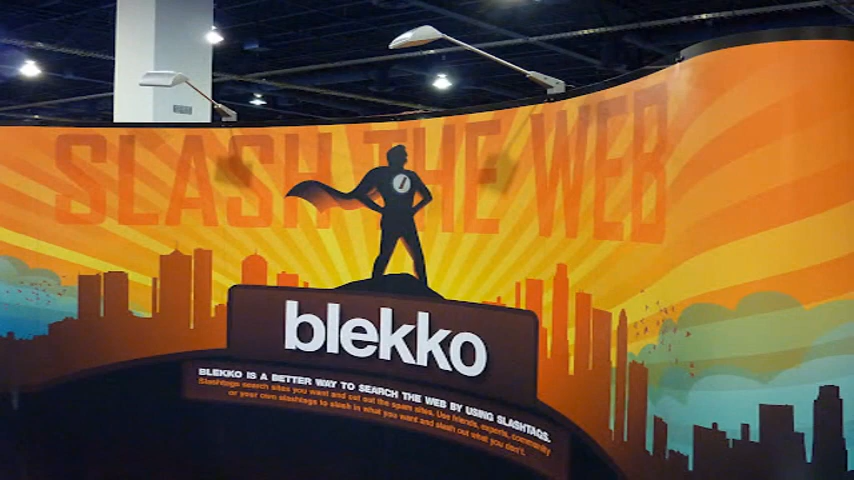 SLASH THE WEB
blekko
BLEKKO IS A BETTER WAY TO SEARCH THE WEB BY USING SLASHTAGS.
Slashtags search sites you want and cut out the spam sites. Use friends, experts, community
or your own slashtags to slash in what you want and slash out what you don't.